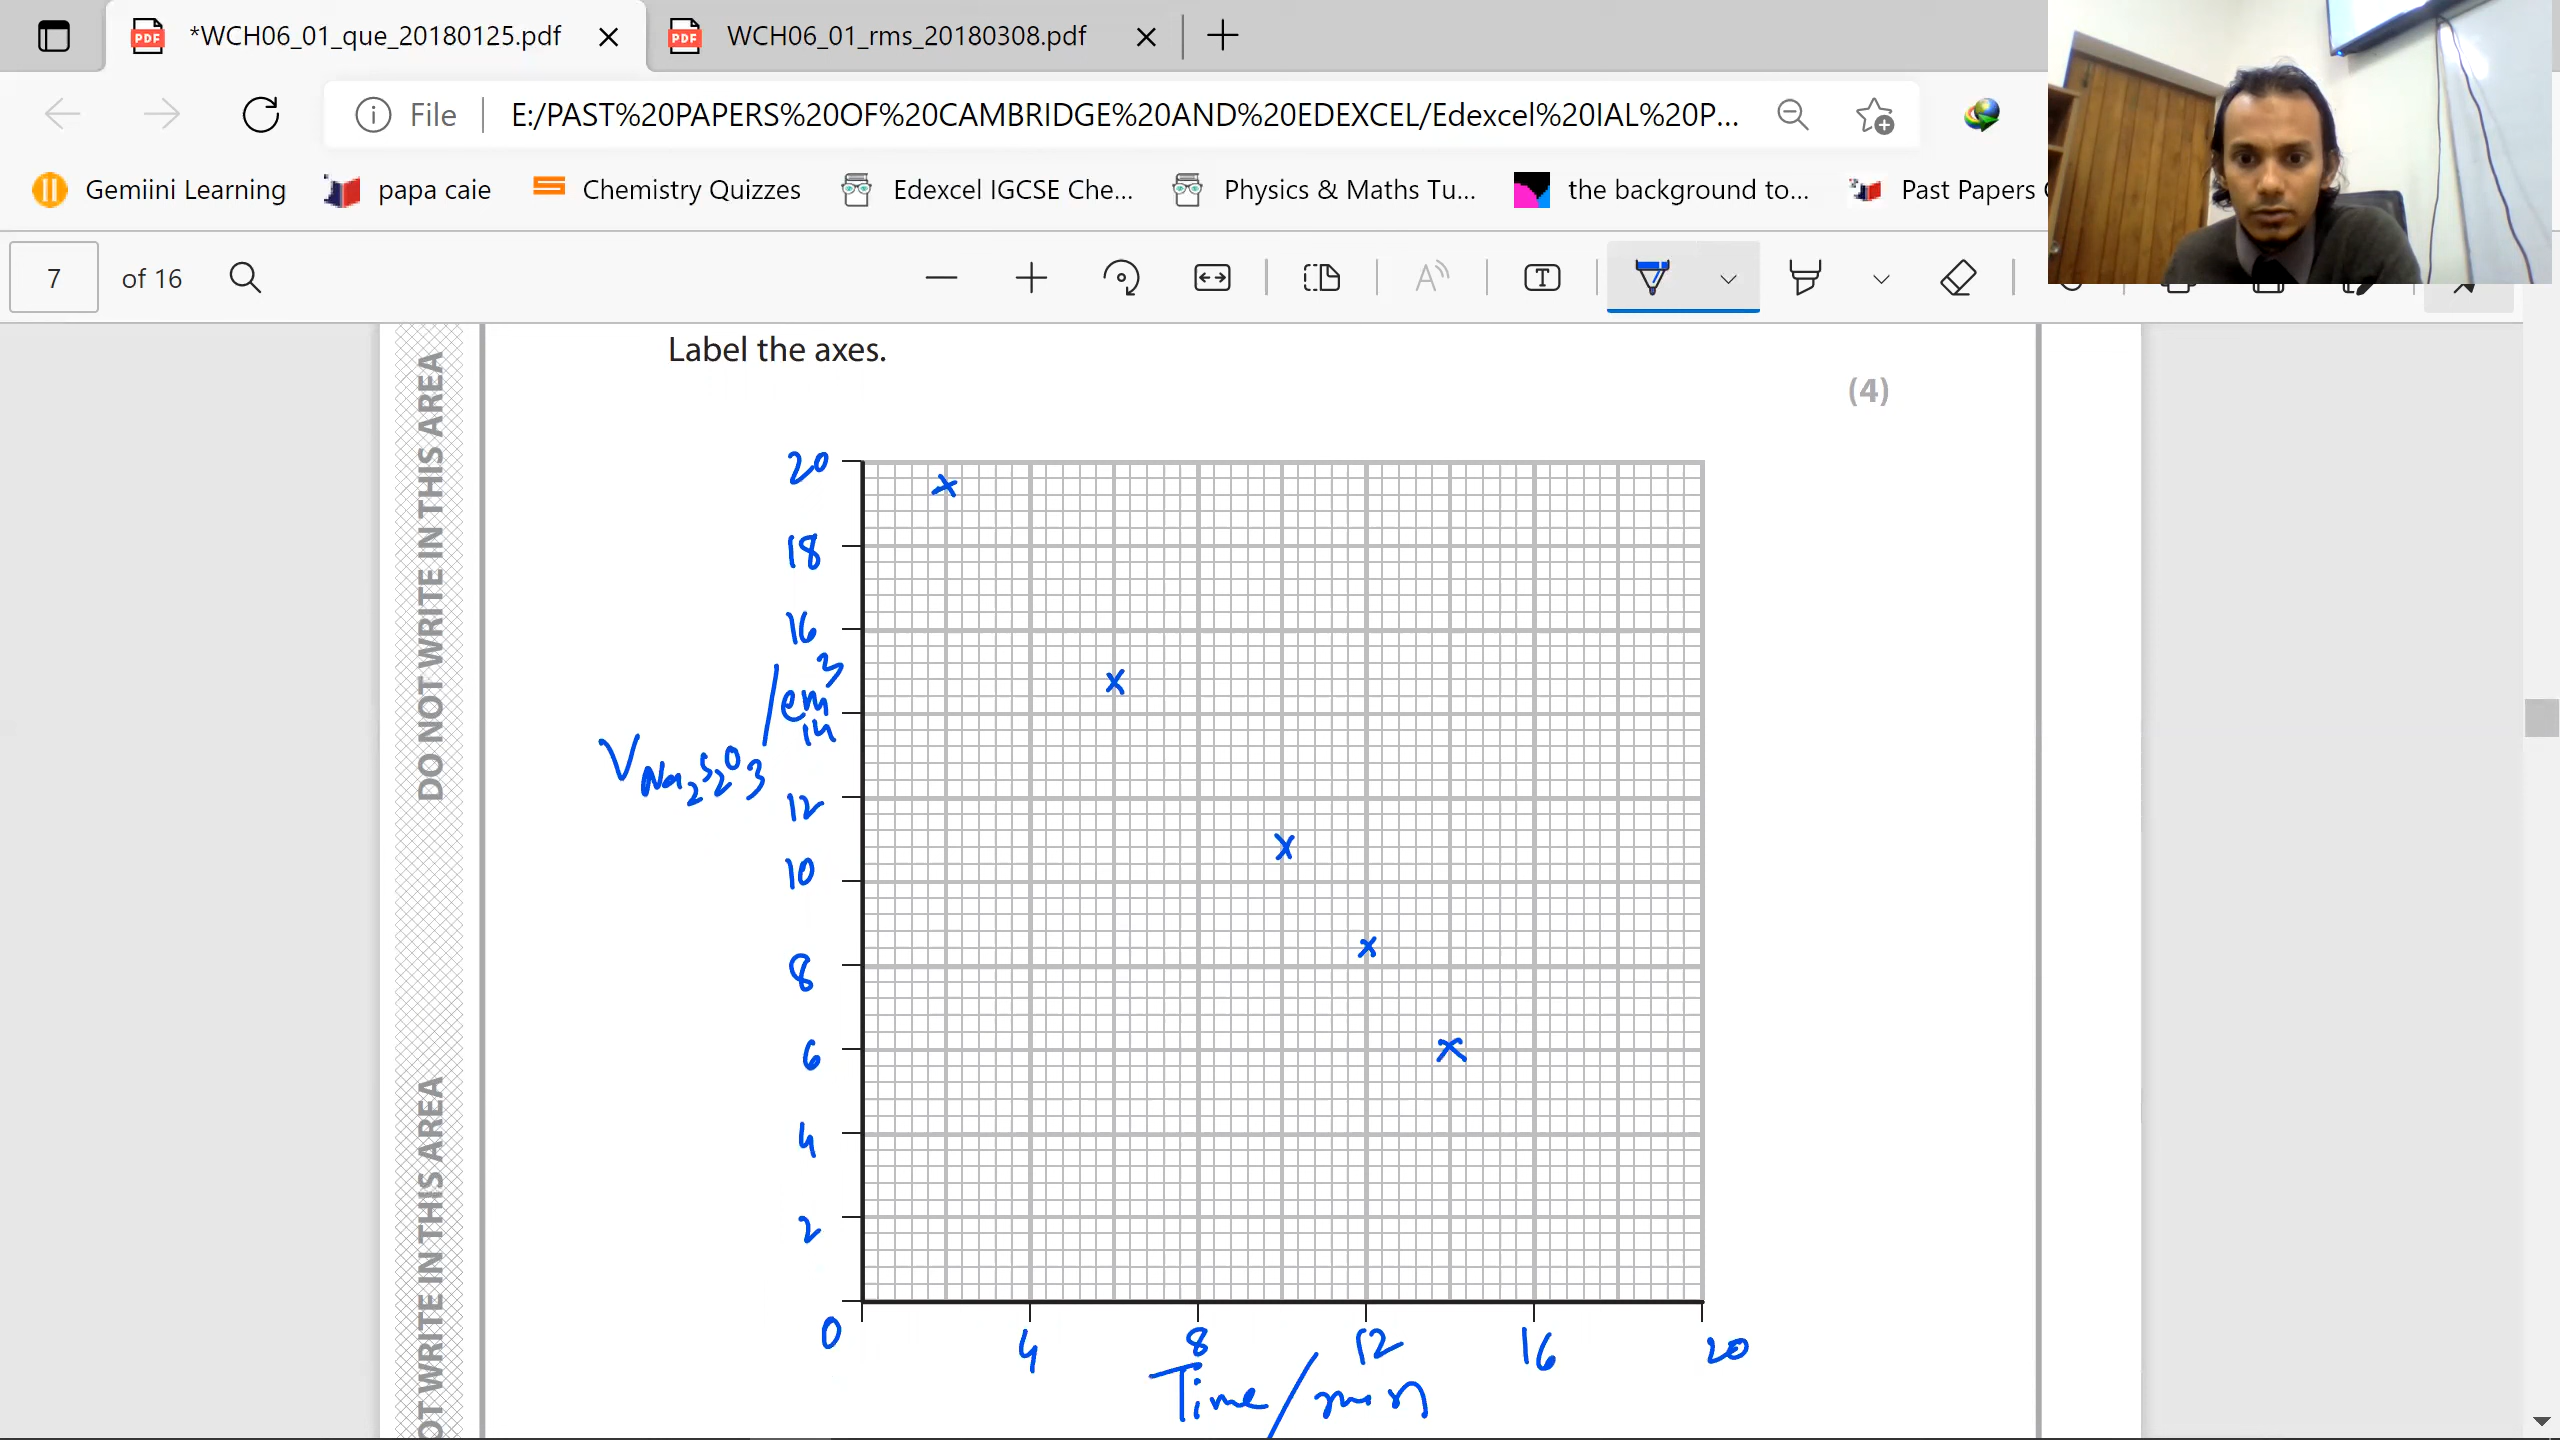 *WCH06_01_que_20180125.pdf
WCH06_01_rms_20180308.pdf
File
E:/PAST%20PAPERS%20OF%20CAMBRIDGE%20AND%20EDEXCEL/Edexcel%20IAL%20P...
Gemiini Learning
papa caie
Chemistry Quizzes
Edexcel IGCSE Che...
Physics & Maths Tu...
the background to...
Past Papers
7 of 16
DO NOT WRITE IN THIS AREA
OT WRITE IN THIS AREA
Label the axes.
(4)
20
18
16
14
12
10
8
6
4
2
V Na2S2O3 /cm3
0 4 8 12 16 20
Time/min